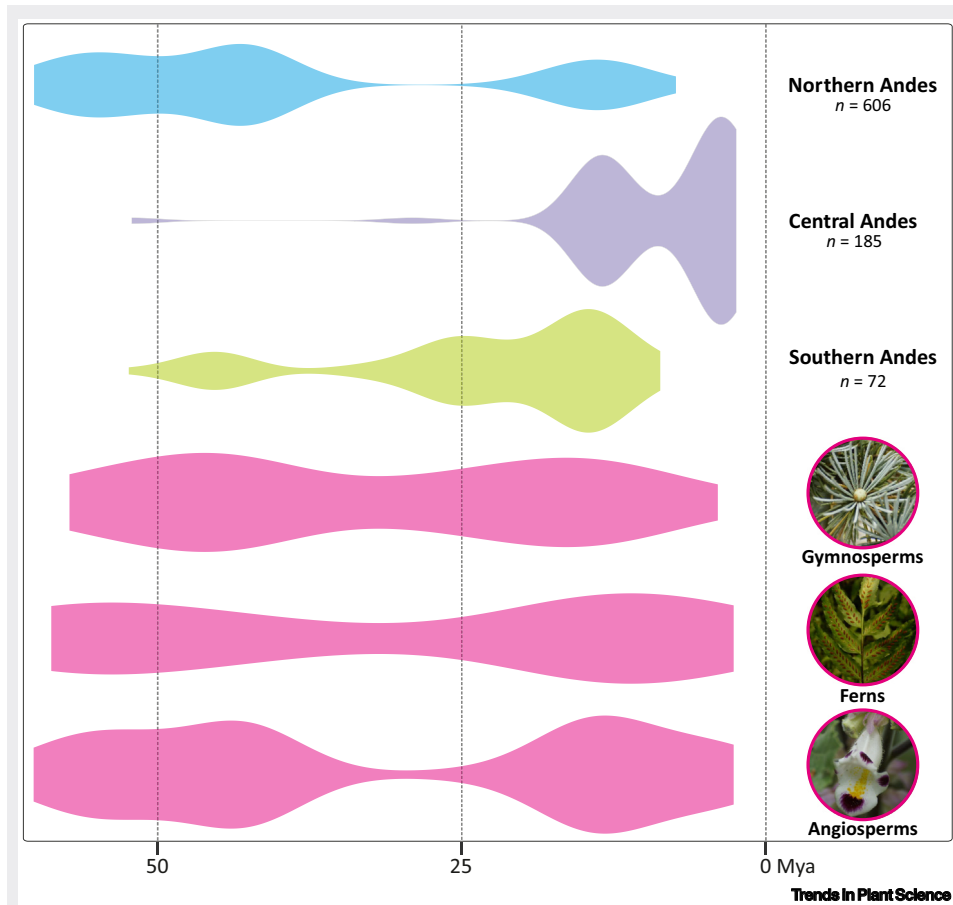 Northern Andes
n = 606
Central Andes
n = 185
Southern Andes
n = 72
Gymnosperms
Ferns
Angiosperms
50 25 0 Mya
Trends in Plant Science